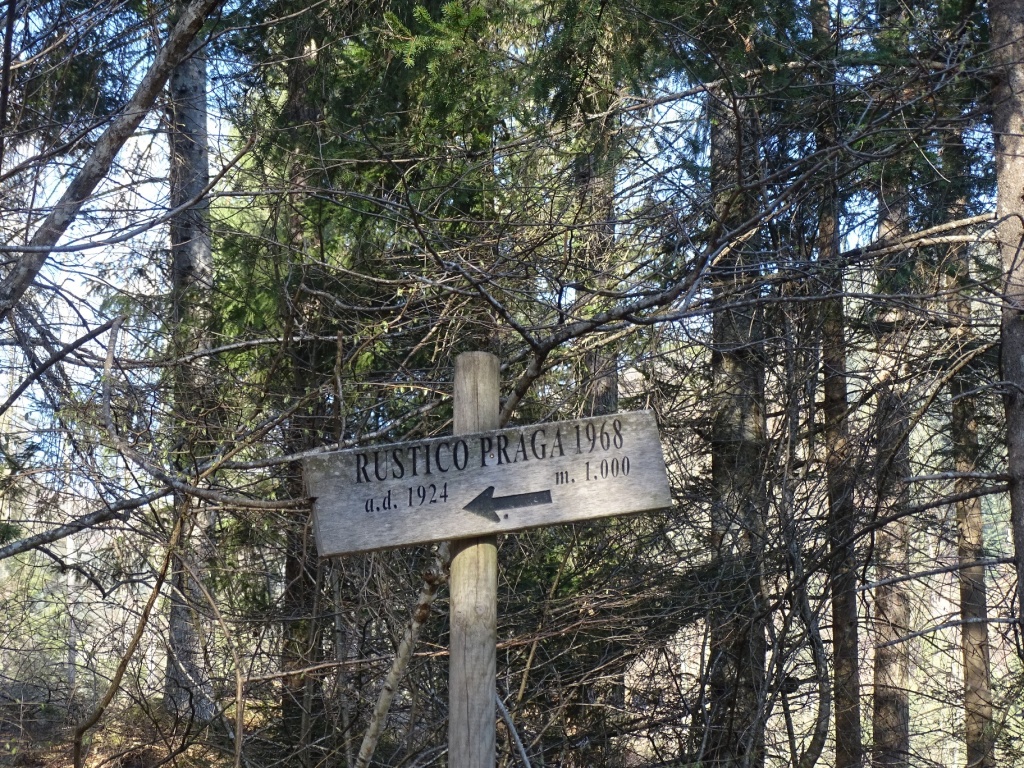 RUSTICO PRAGA 1968
a.d. 1924 m. 1.000